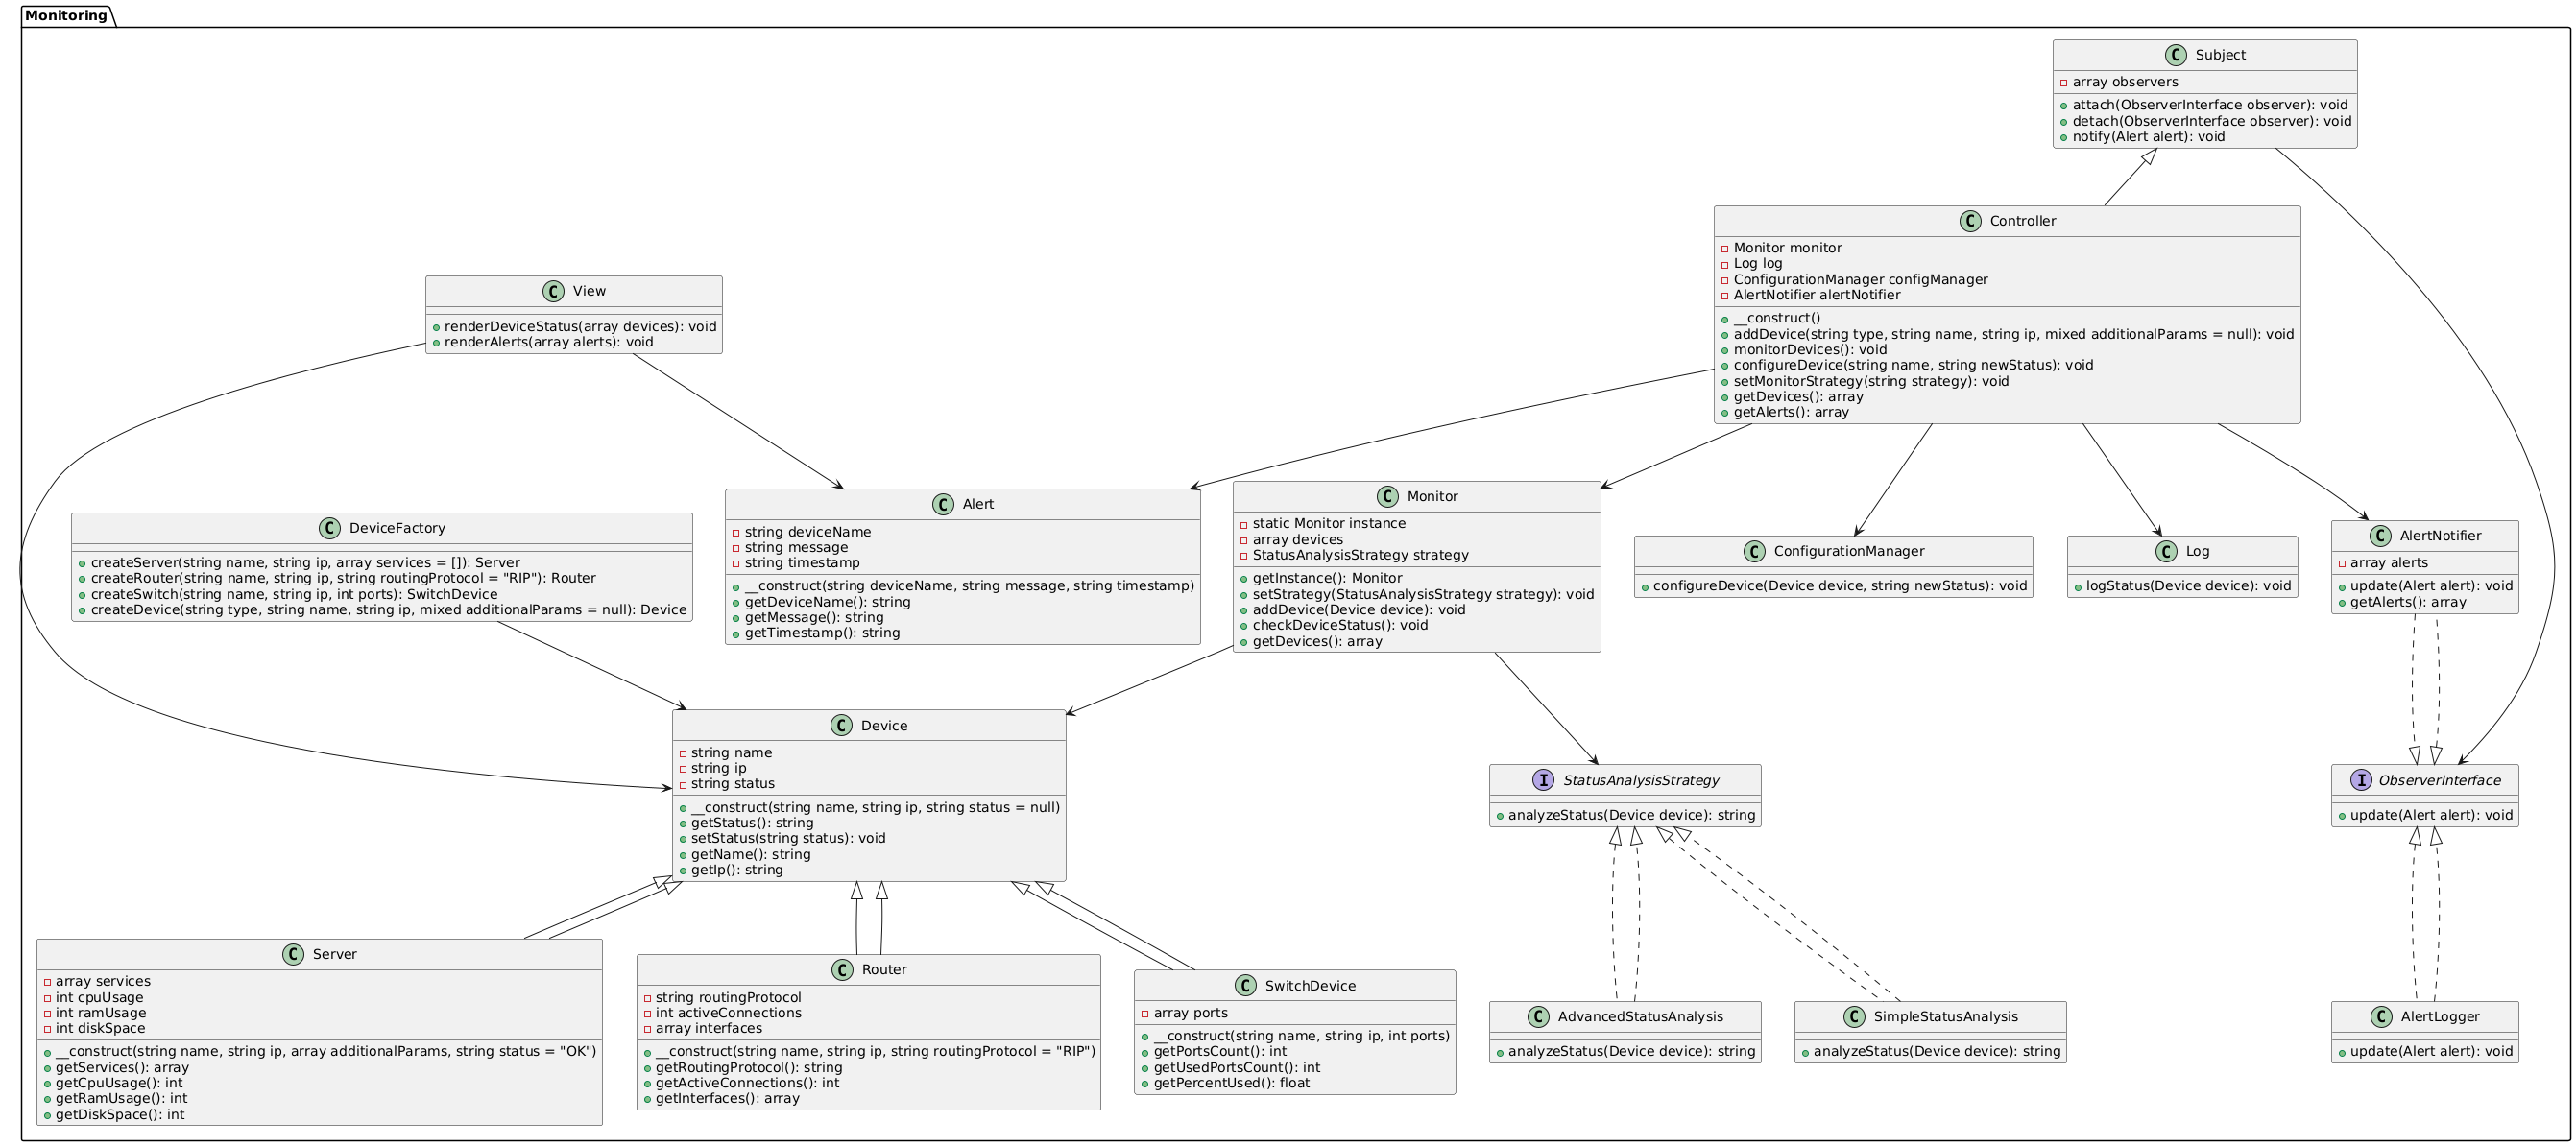 Monitoring
C Subject
array observers
attach(ObserverInterface observer): void
detach(ObserverInterface observer): void
notify(Alert alert): void
C Controller
Monitor monitor
Log log
ConfigurationManager configManager
AlertNotifier alertNotifier
__construct()
addDevice(string type, string name, string ip, mixed additionalParams = null): void
monitorDevices(): void
configureDevice(string name, string newStatus): void
setMonitorStrategy(string strategy): void
getDevices(): array
getAlerts(): array
C View
renderDeviceStatus(array devices): void
renderAlerts(array alerts): void
C DeviceFactory
createServer(string name, string ip, array services = []): Server
createRouter(string name, string ip, string routingProtocol = "RIP"): Router
createSwitch(string name, string ip, int ports): SwitchDevice
createDevice(string type, string name, string ip, mixed additionalParams = null): Device
C Alert
string deviceName
string message
string timestamp
__construct(string deviceName, string message, string timestamp)
getDeviceName(): string
getMessage(): string
getTimestamp(): string
C Monitor
static Monitor instance
array devices
StatusAnalysisStrategy strategy
getInstance(): Monitor
setStrategy(StatusAnalysisStrategy strategy): void
addDevice(Device device): void
checkDeviceStatus(): void
getDevices(): array
C ConfigurationManager
configureDevice(Device device, string newStatus): void
C Log
logStatus(Device device): void
C AlertNotifier
array alerts
update(Alert alert): void
getAlerts(): array
C Device
string name
string ip
string status
__construct(string name, string ip, string status = null)
getStatus(): string
setStatus(string status): void
getName(): string
getIp(): string
I StatusAnalysisStrategy
analyzeStatus(Device device): string
I ObserverInterface
update(Alert alert): void
C Server
array services
int cpuUsage
int ramUsage
int diskSpace
__construct(string name, string ip, array additionalParams, string status = "OK")
getServices(): array
getCpuUsage(): int
getRamUsage(): int
getDiskSpace(): int
C Router
string routingProtocol
int activeConnections
array interfaces
__construct(string name, string ip, string routingProtocol = "RIP")
getRoutingProtocol(): string
getActiveConnections(): int
getInterfaces(): array
C SwitchDevice
array ports
__construct(string name, string ip, int ports)
getPortsCount(): int
getUsedPortsCount(): int
getPercentUsed(): float
C AdvancedStatusAnalysis
analyzeStatus(Device device): string
C SimpleStatusAnalysis
analyzeStatus(Device device): string
C AlertLogger
update(Alert alert): void